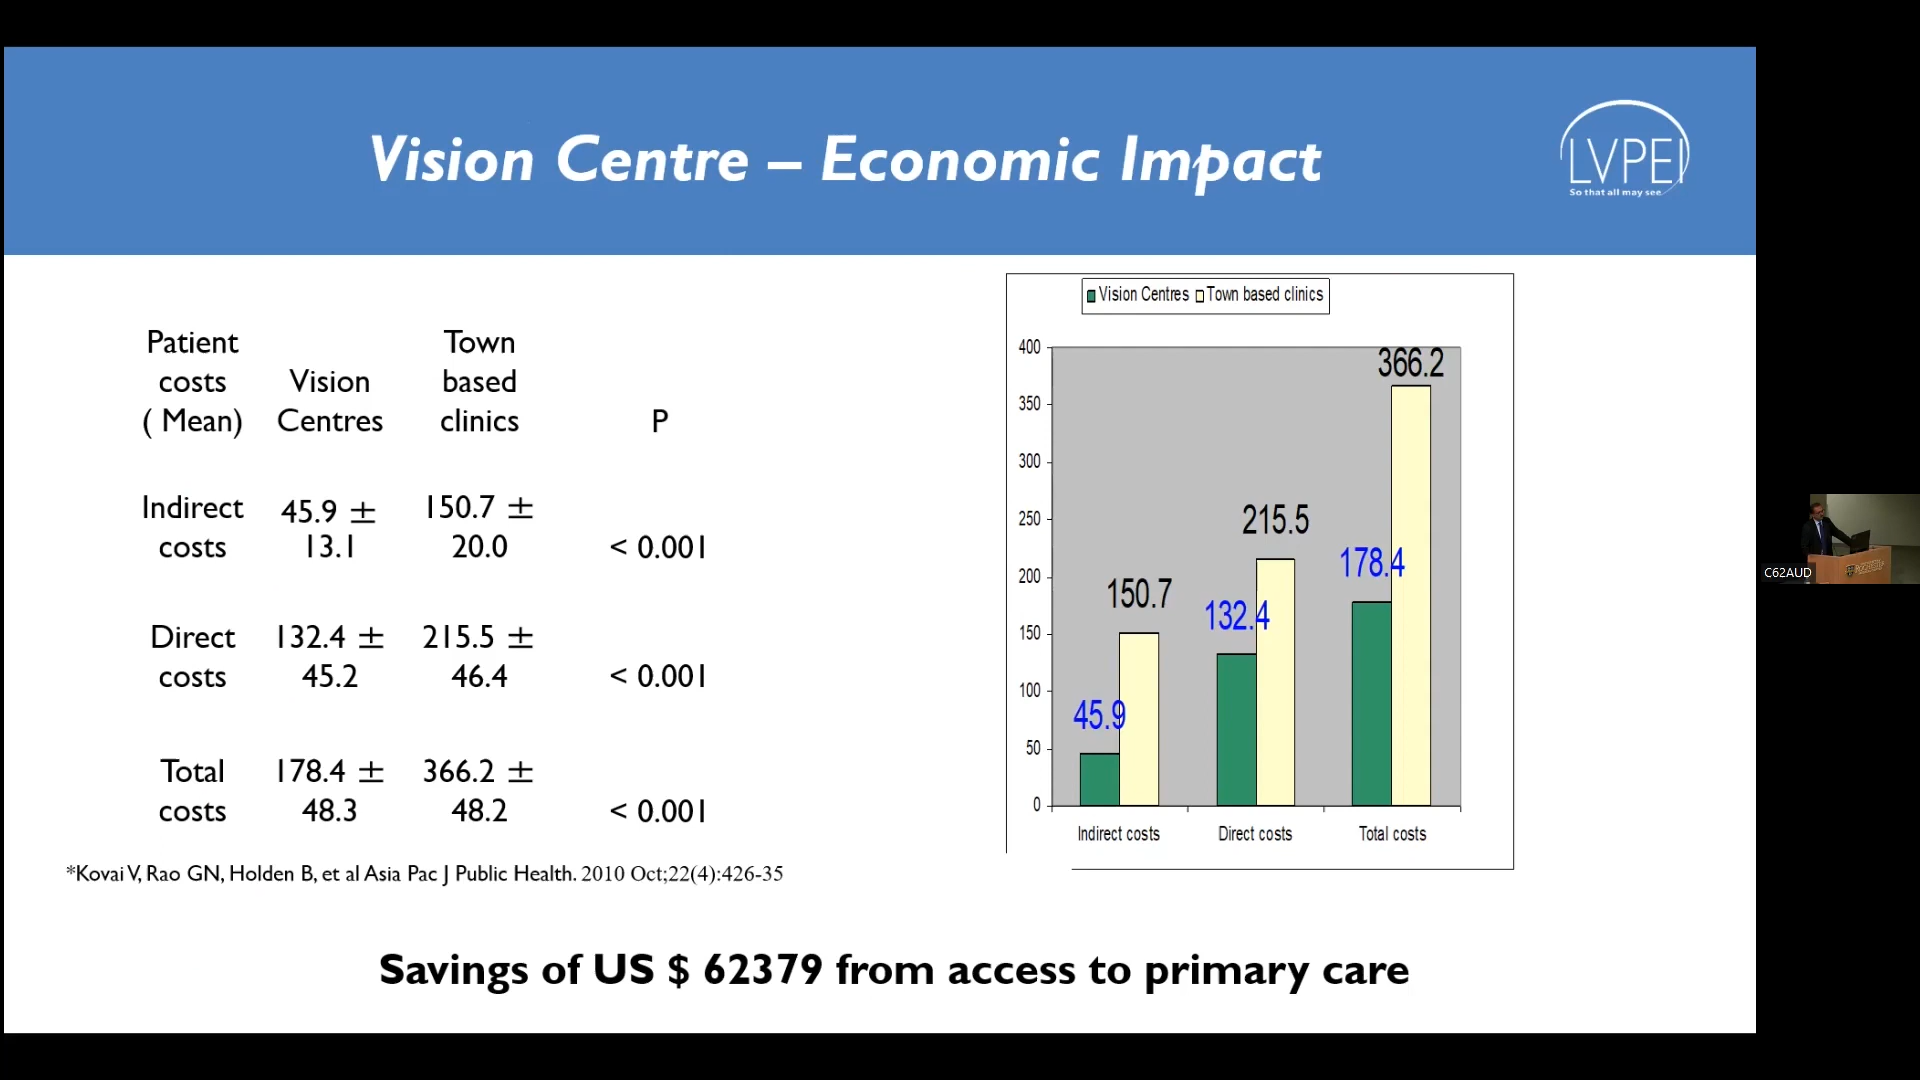 Vision Centre – Economic Impact
LVPEI
So that all may see
Patient costs ( Mean)
Vision Centres
Town based clinics
P
Indirect costs
45.9 ± 13.1
150.7 ± 20.0
< 0.001
Direct costs
132.4 ± 45.2
215.5 ± 46.4
< 0.001
Total costs
178.4 ± 48.3
366.2 ± 48.2
< 0.001
*Kovai V, Rao GN, Holden B, et al Asia Pac J Public Health. 2010 Oct;22(4):426-35
Vision Centres Town based clinics
400
350
300
250
200
150
100
50
0
45.9
150.7
132.4
215.5
178.4
366.2
Indirect costs Direct costs Total costs
Savings of US $ 62379 from access to primary care
C62AUD